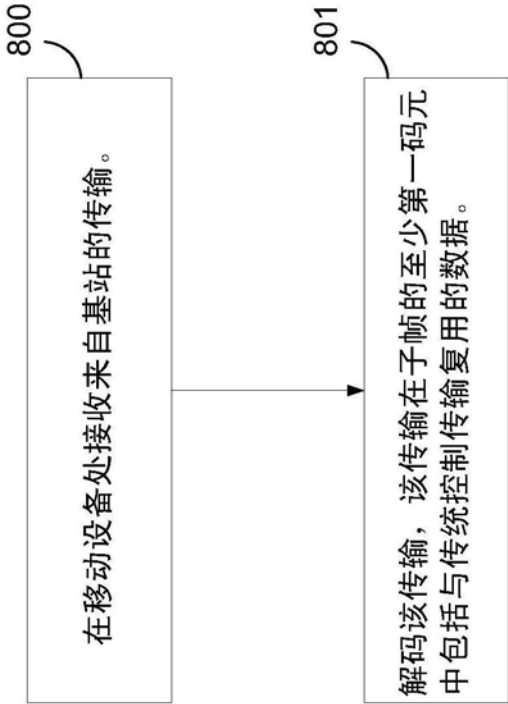 800
在移动设备处接收来自基站的传输。
801
解码该传输，该传输在子帧的至少第一码元
中包括与传统控制传输复用的数据。